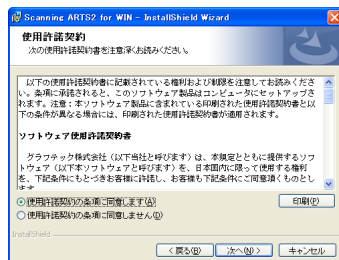 Scanning ARTS2 for WIN - InstallShield Wizard
使用許諾契約
次の使用許諾契約書を注意深くお読みください。
以下の使用許諾契約書に記載されている権利および制限を注意してお読みくださ
い。条項に承諾されると、このソフトウェア製品はコンピュータにセットアップさ
れます。注意：本ソフトウェア製品に含まれている印刷された使用許諾契約書と以
下の条件が異なる場合には、印刷された使用許諾契約書が適用されます。
ソフトウェア使用許諾契約書
グラフテック株式会社（以下当社と呼びます）は、本規定とともに提供するソフ
トウェア（以下本ソフトウェアと呼びます）を、日本国内に限って使用する権利
を、下記条件にもとづきお客様に許諾し、お客様も下記条件にご同意頂くものとし
ます。
使用許諾契約の条項に同意します(A)
印刷(P)
使用許諾契約の条項に同意しません(D)
InstallShield
< 戻る(B)
次へ(N) >
キャンセル